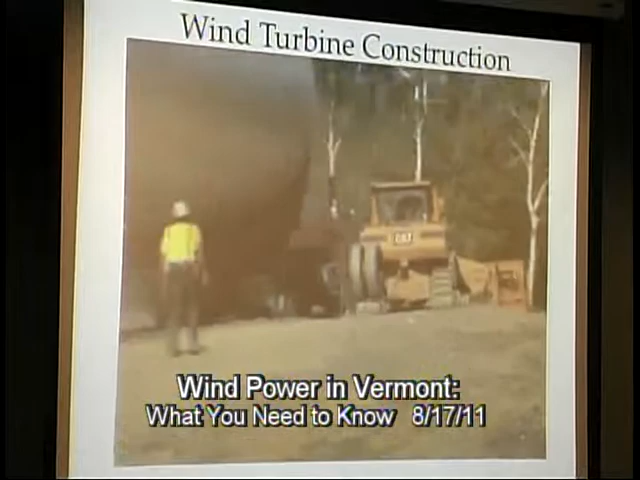 Wind Turbine Construction
CAT
Wind Power in Vermont:
What You Need to Know 8/17/11